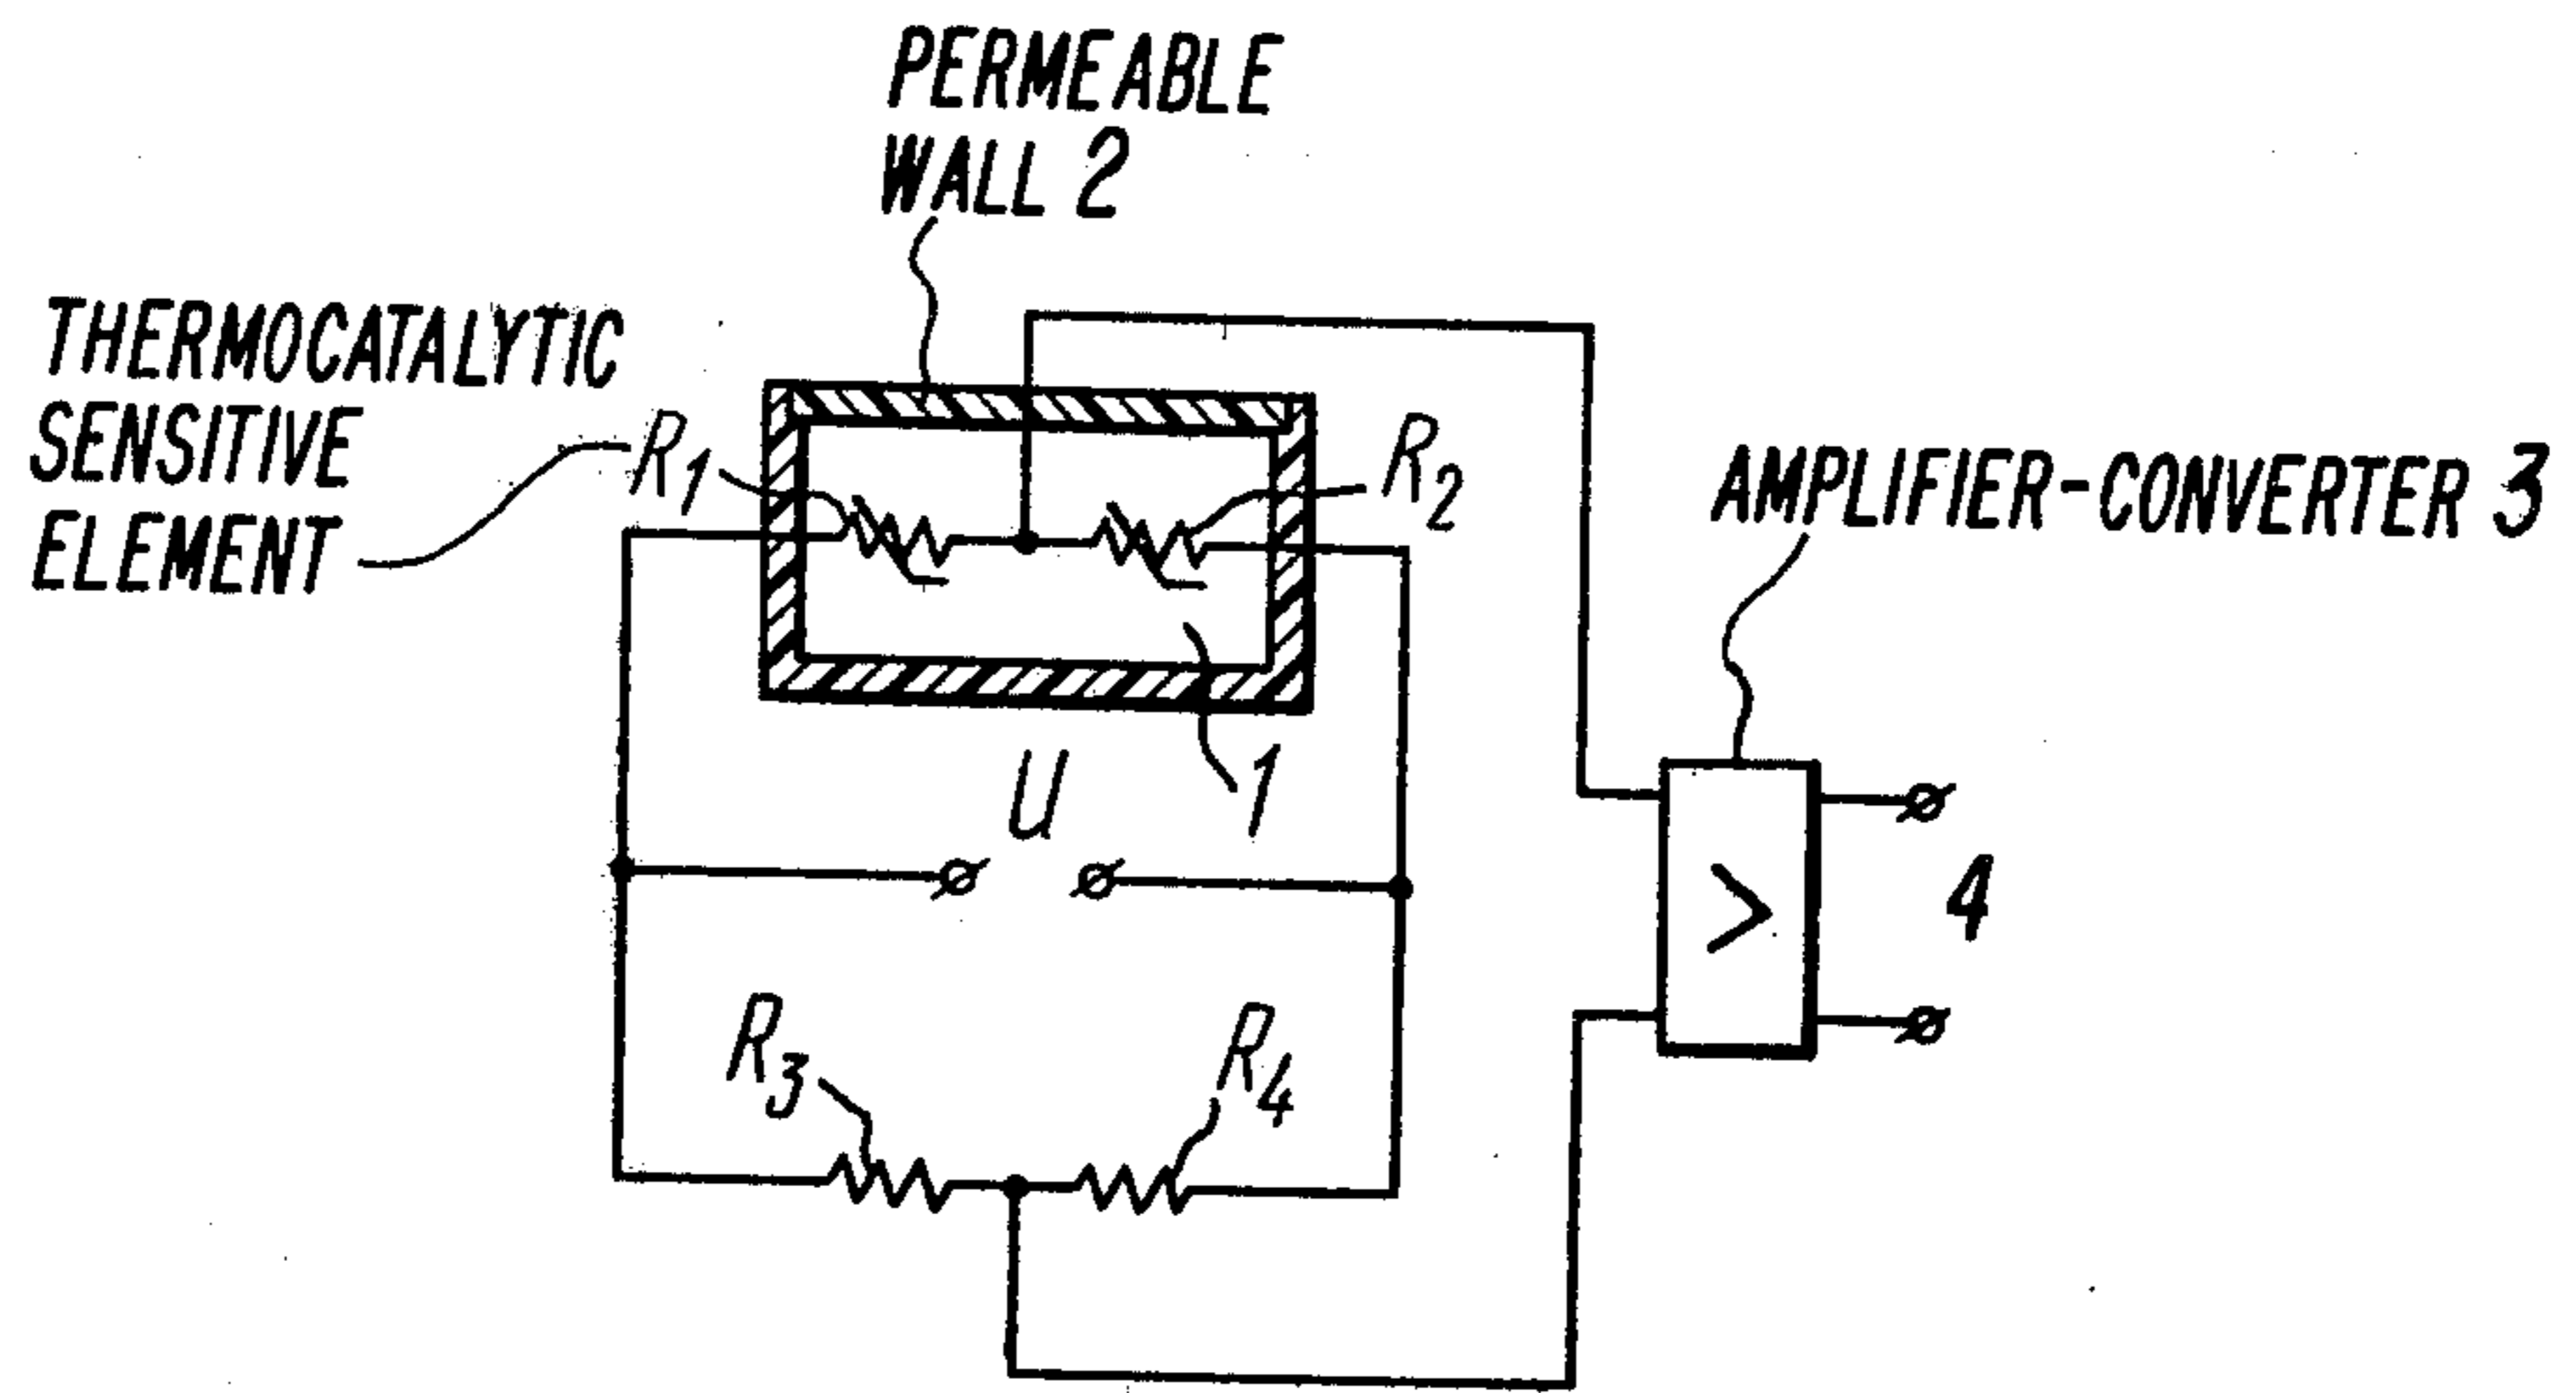 PERMEABLE
WALL 2
THERMOCATALYTIC
SENSITIVE
ELEMENT
R1
R2
AMPLIFIER-CONVERTER 3
U
1
>
4
R3
R4